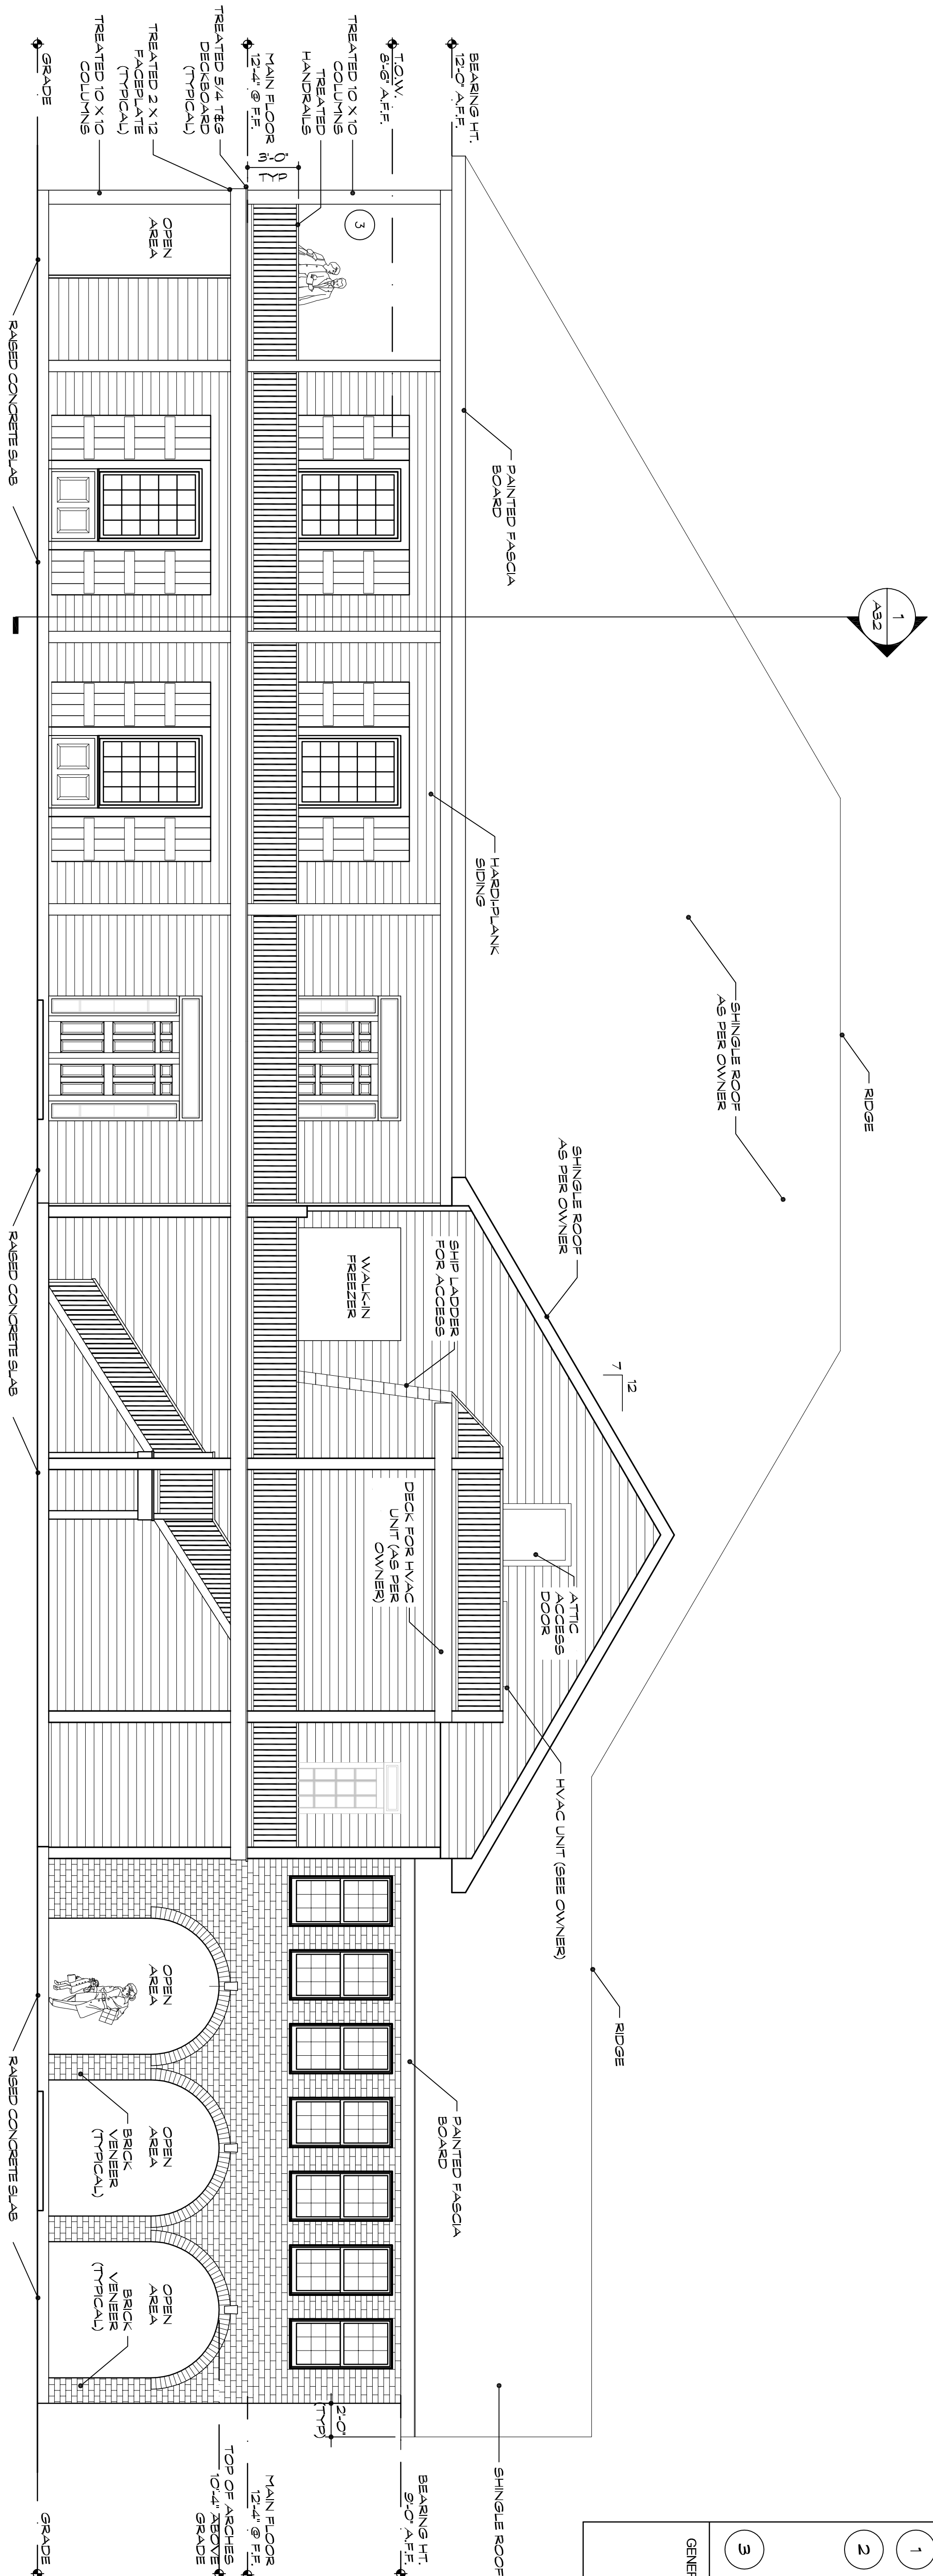 BEARING HT.
12'-0" A.F.F.
T.O.W.
8'-6" A.F.F.
TREATED 10 X 10
COLUMNS
TREATED
HANDRAILS
MAIN FLOOR
12'-4" @ F.F.
TREATED 5/4 T&G
DECKBOARD
(TYPICAL)
TREATED 2 X 12
FACEPLATE
(TYPICAL)
TREATED 10 X 10
COLUMNS
GRADE
3'-0"
TYP
3
OPEN
AREA
RAISED CONCRETE SLAB
PAINTED FASCIA
BOARD
1
A3.2
HARDI-PLANK
SIDING
SHINGLE ROOF
AS PER OWNER
RIDGE
SHINGLE ROOF
AS PER OWNER
12
7
SHIP LADDER
FOR ACCESS
WALK-IN
FREEZER
RAISED CONCRETE SLAB
ATTIC
ACCESS
DOOR
DECK FOR HVAC
UNIT (AS PER
OWNER)
HVAC UNIT (SEE OWNER)
RIDGE
PAINTED FASCIA
BOARD
OPEN
AREA
OPEN
AREA
BRICK
VENEER
(TYPICAL)
OPEN
AREA
BRICK
VENEER
(TYPICAL)
RAISED CONCRETE SLAB
2'-0"
(TYP)
SHINGLE ROOF
BEARING HT.
9'-0" A.F.F.
MAIN FLOOR
12'-4" @ F.F.
TOP OF ARCHES
10'-4" ABOVE
GRADE
GRADE
1
2
3
GENER